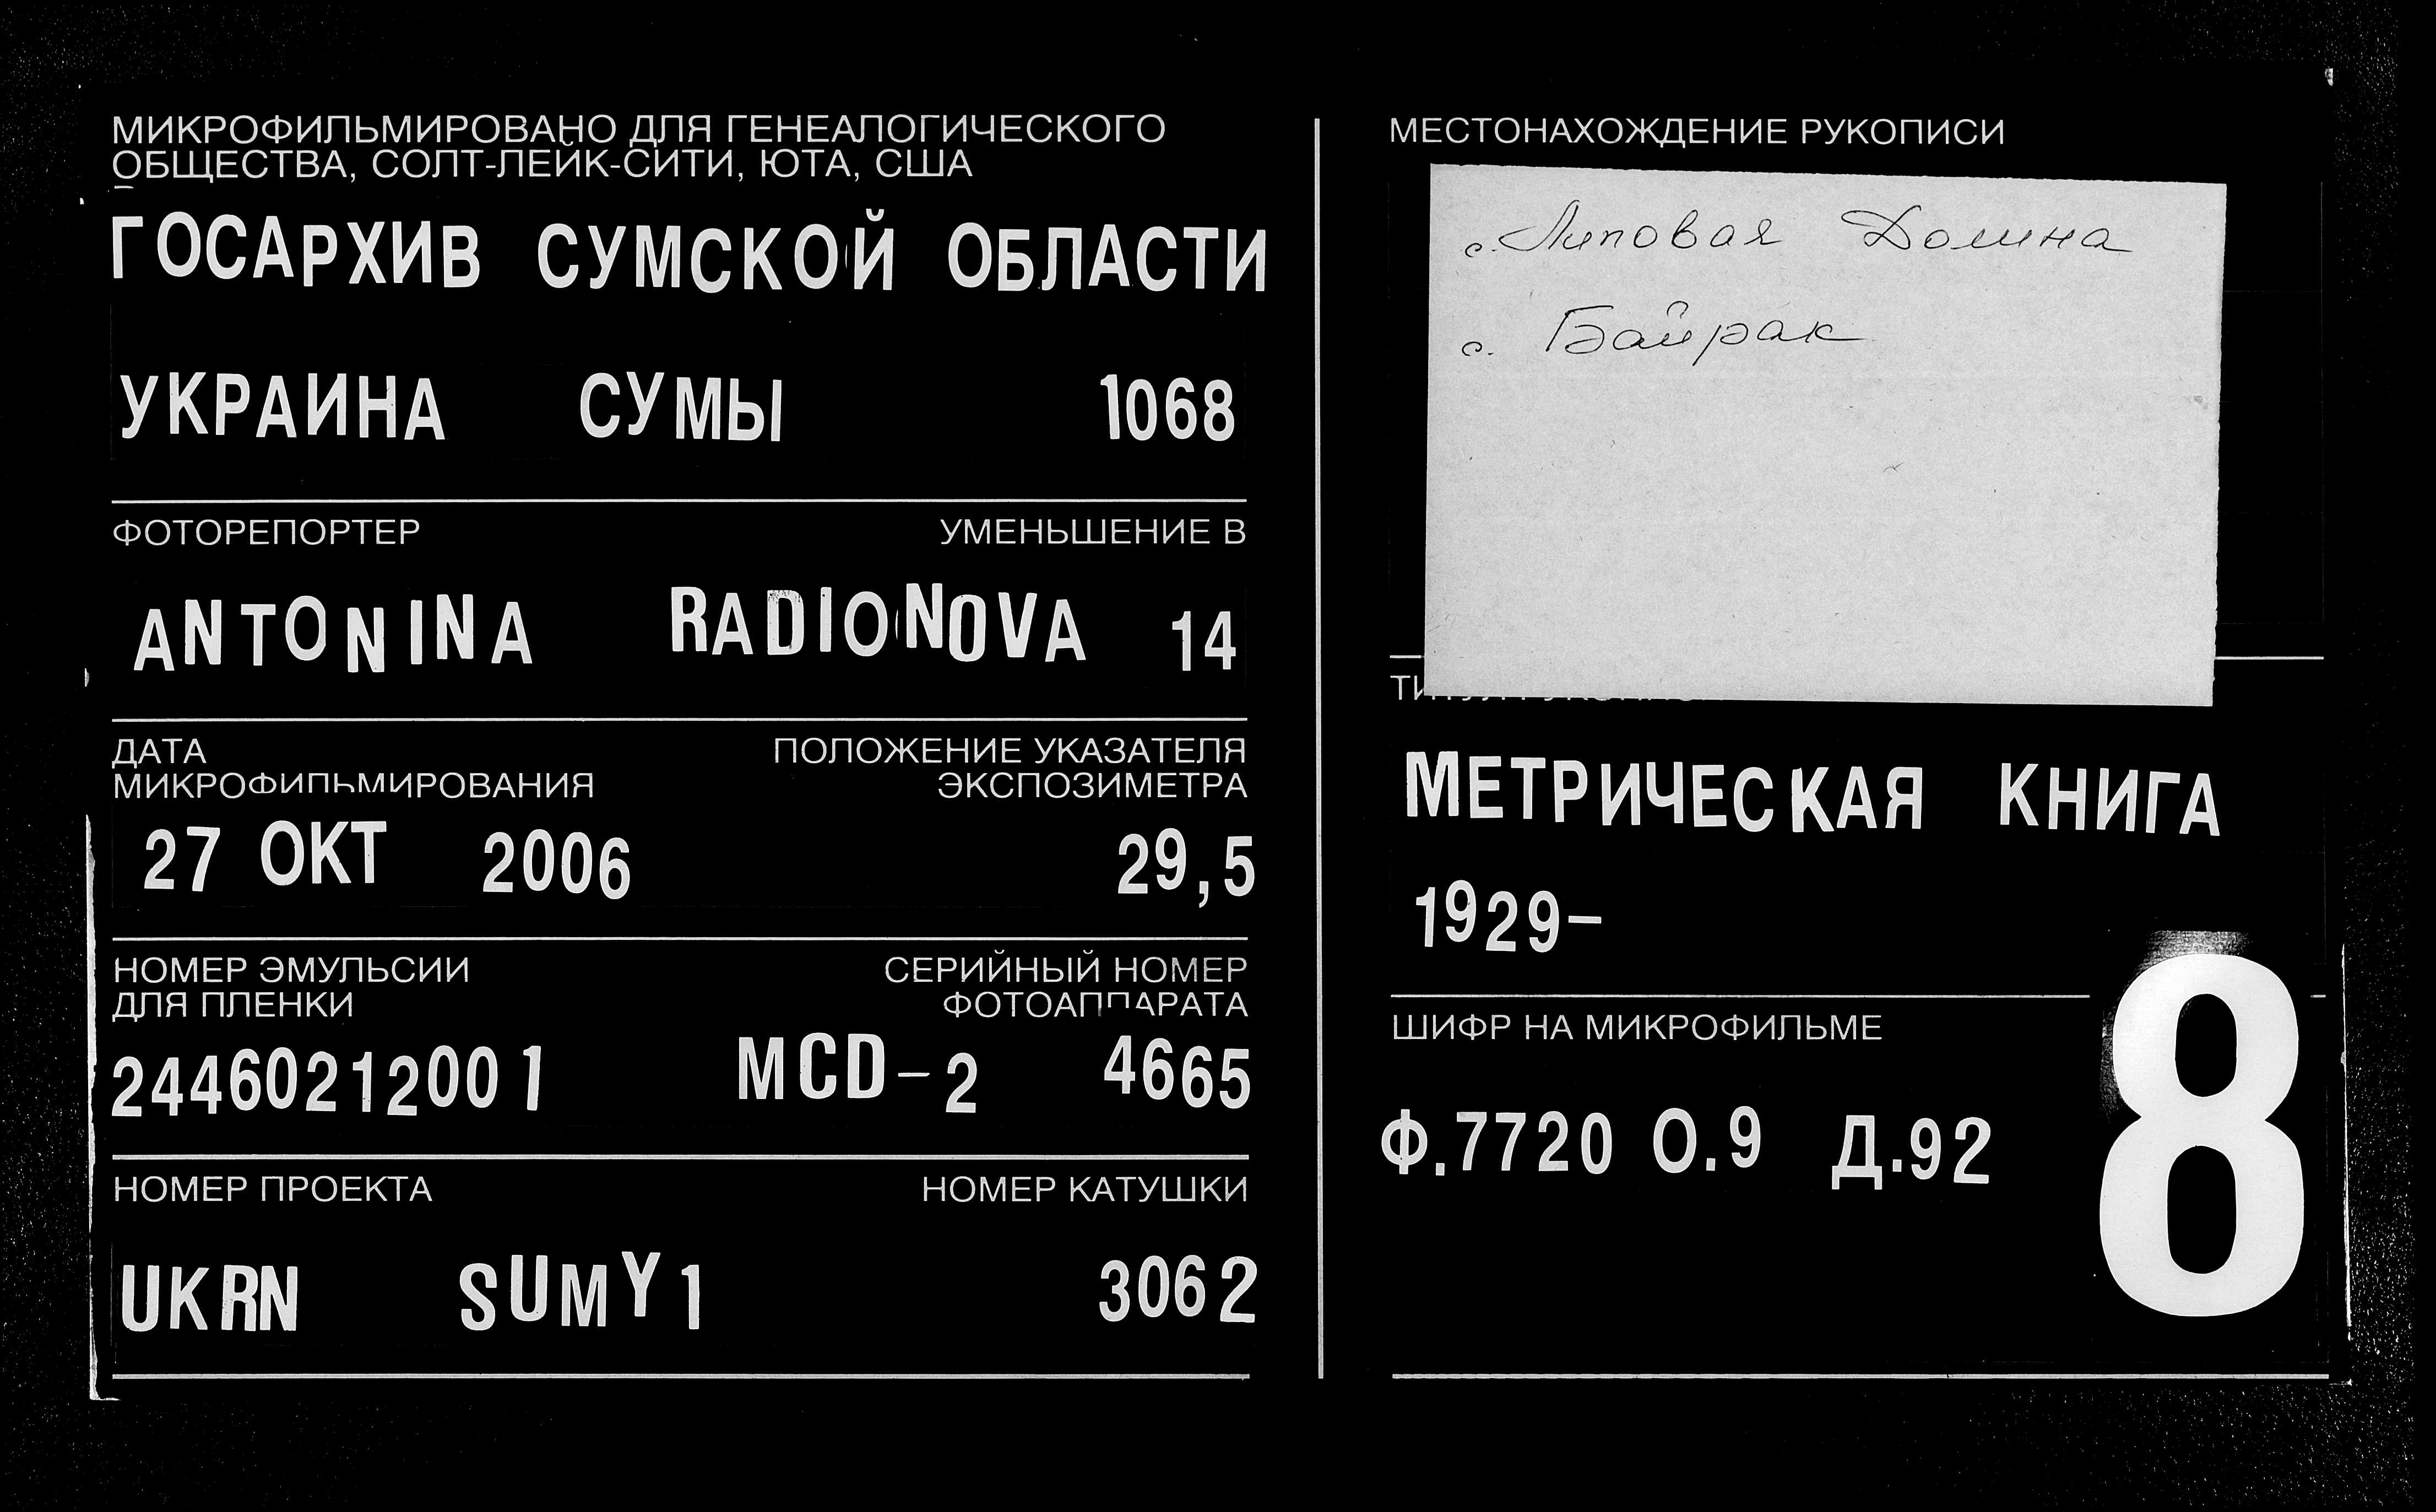 МИКРОФИЛЬМИРОВАНО ДЛЯ ГЕНЕАЛОГИЧЕСКОГО
ОБЩЕСТВА, СОЛТ-ЛЕЙК-СИТИ, ЮТА, США
ГОСАРХИВ СУМСКОЙ ОБЛАСТИ
УКРАИНА СУМЫ 1068
ФОТОРЕПОРТЕР УМЕНЬШЕНИЕ В
ANTONINA RADIONOVA 14
ДАТА ПОЛОЖЕНИЕ УКАЗАТЕЛЯ
МИКРОФИЛЬМИРОВАНИЯ ЭКСПОЗИМЕТРА
27 ОКТ 2006 29,5
НОМЕР ЭМУЛЬСИИ СЕРИЙНЫЙ НОМЕР
ДЛЯ ПЛЕНКИ ФОТОАППАРАТА
24460212001 MCD-2 4665
НОМЕР ПРОЕКТА НОМЕР КАТУШКИ
UKRN SUMY1 3062
МЕСТОНАХОЖДЕНИЕ РУКОПИСИ
с. Липовая Долина
с. Байрак
МЕТРИЧЕСКАЯ КНИГА
1929-
ШИФР НА МИКРОФИЛЬМЕ
Ф.7720 О.9 Д.92
8